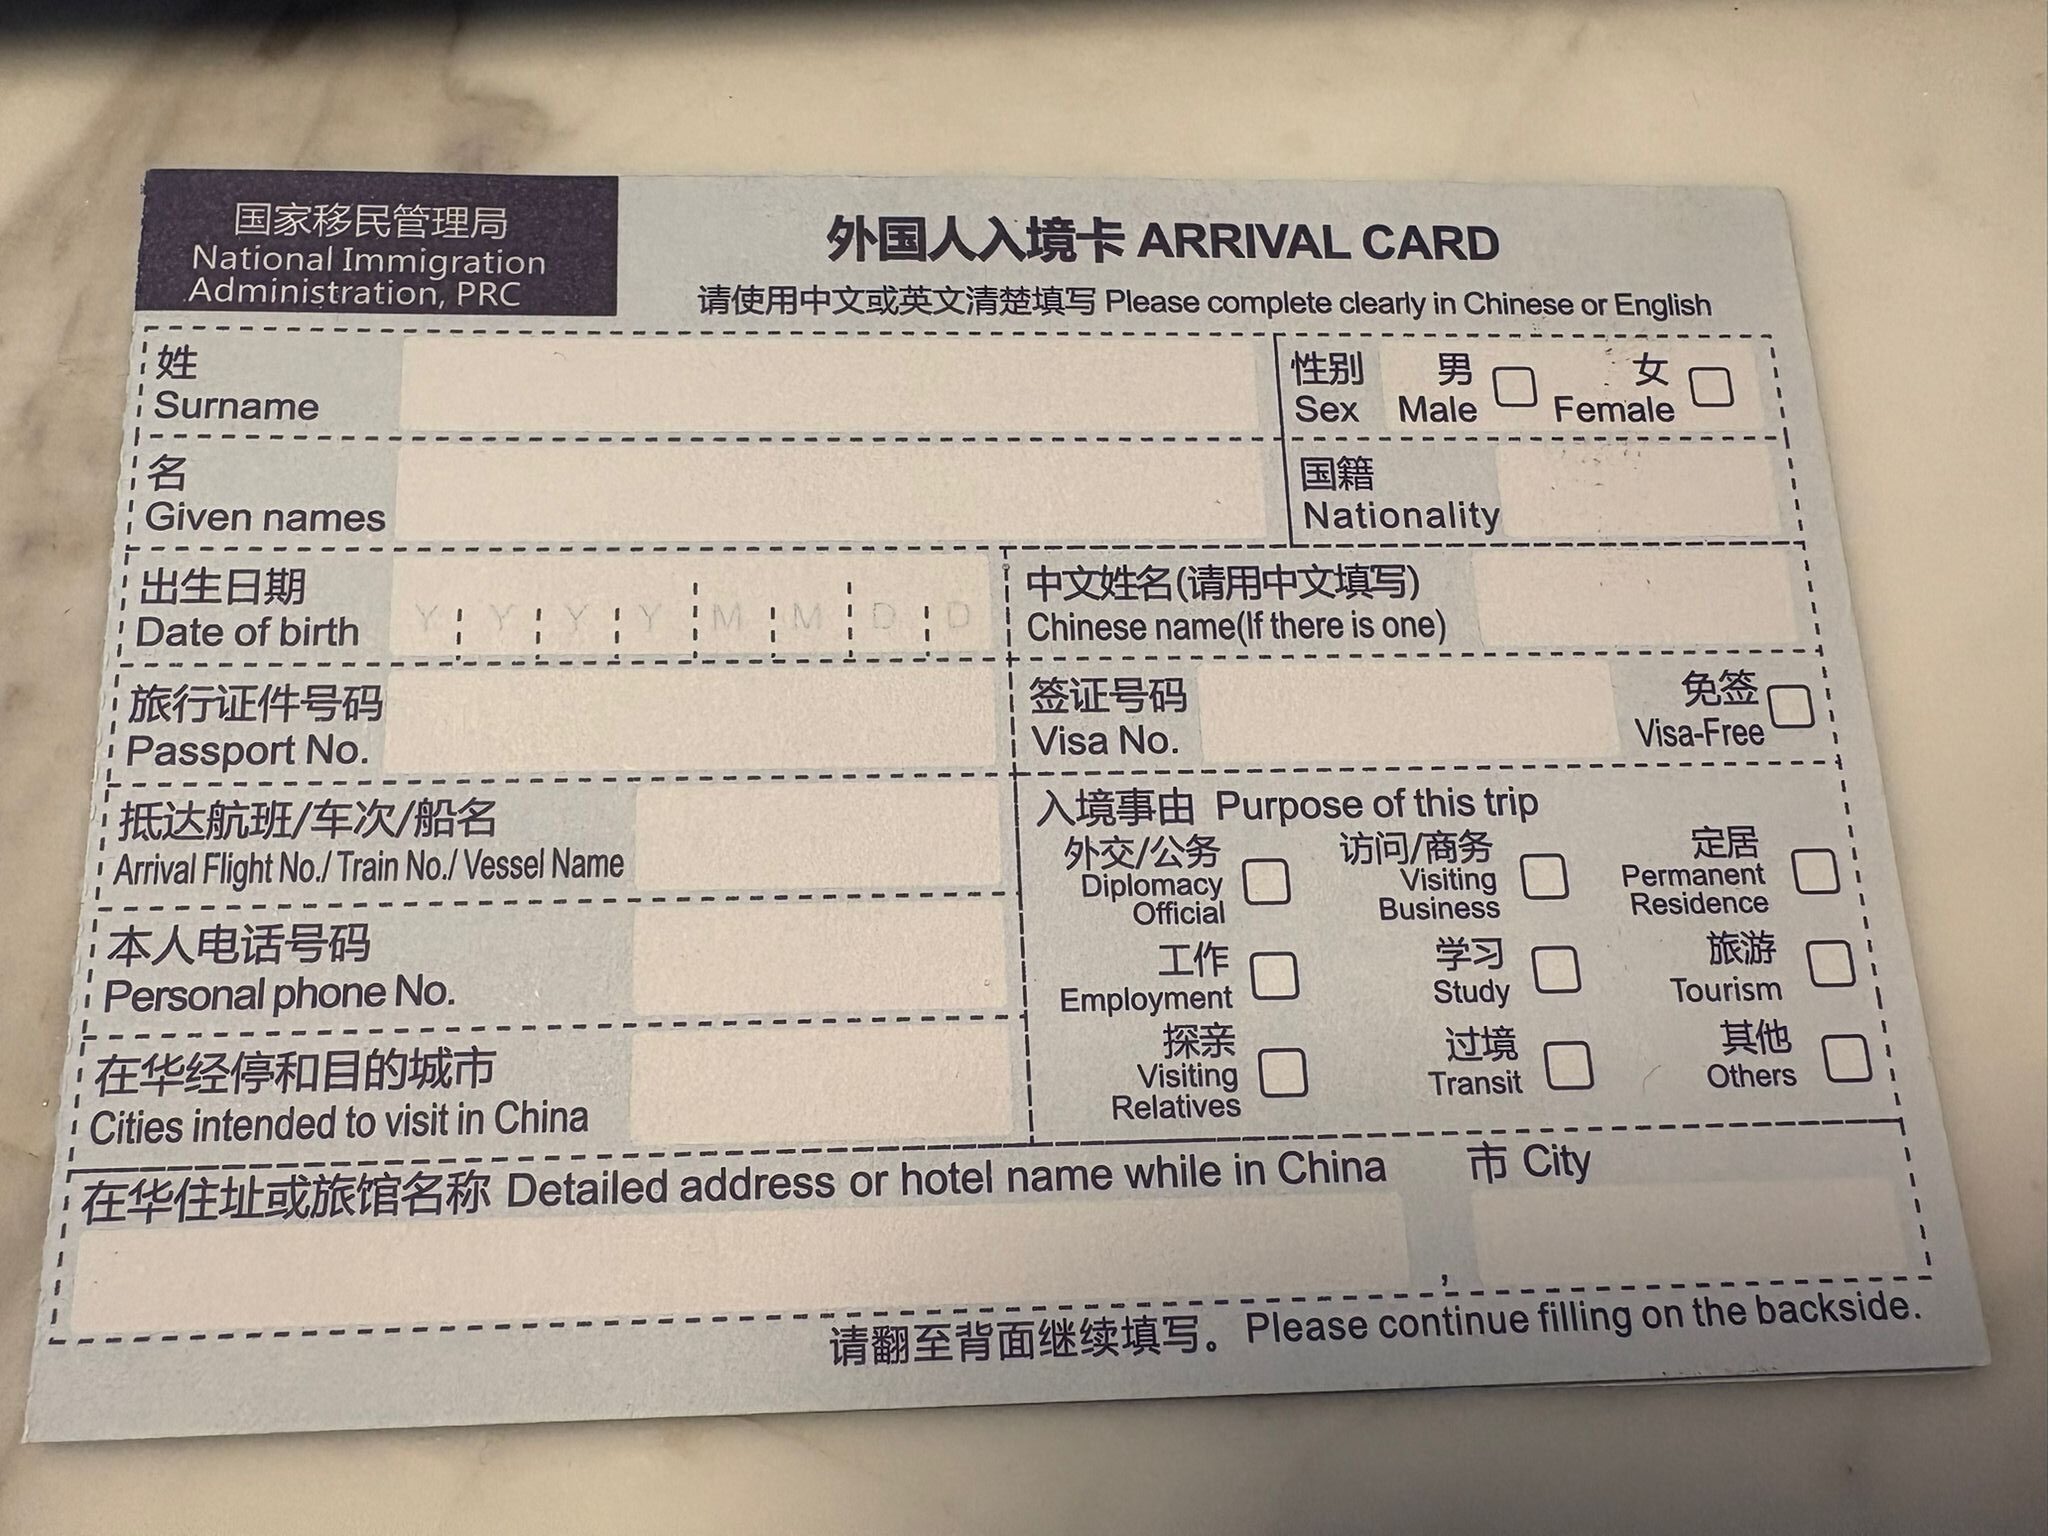 国家移民管理局
National Immigration
Administration, PRC
外国人入境卡 ARRIVAL CARD
请使用中文或英文清楚填写 Please complete clearly in Chinese or English
姓
Surname
性别
Sex
男
Male
女
Female
名
Given names
国籍
Nationality
出生日期
Date of birth
Y Y Y Y M M D D
中文姓名(请用中文填写)
Chinese name(If there is one)
旅行证件号码
Passport No.
签证号码
Visa No.
免签
Visa-Free
抵达航班/车次/船名
Arrival Flight No./ Train No./ Vessel Name
本人电话号码
Personal phone No.
在华经停和目的城市
Cities intended to visit in China
入境事由 Purpose of this trip
外交/公务
Diplomacy
Official
访问/商务
Visiting
Business
定居
Permanent
Residence
工作
Employment
学习
Study
旅游
Tourism
探亲
Visiting
Relatives
过境
Transit
其他
Others
在华住址或旅馆名称 Detailed address or hotel name while in China
市 City
,
请翻至背面继续填写。Please continue filling on the backside.